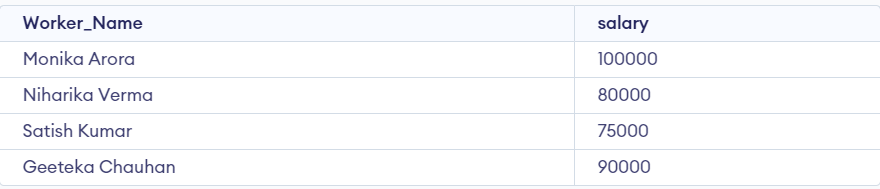 Worker_Name salary
Monika Arora 100000
Niharika Verma 80000
Satish Kumar 75000
Geeteka Chauhan 90000